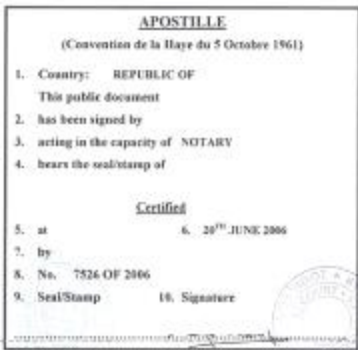 APOSTILLE
(Convention de la Haye du 5 Octobre 1961)
1. Country: REPUBLIC OF
This public document
2. has been signed by
3. acting in the capacity of NOTARY
4. bears the seal/stamp of
Certified
5. at 6. 20TH JUNE 2006
7. by
8. No. 7526 OF 2006
9. Seal/Stamp 10. Signature